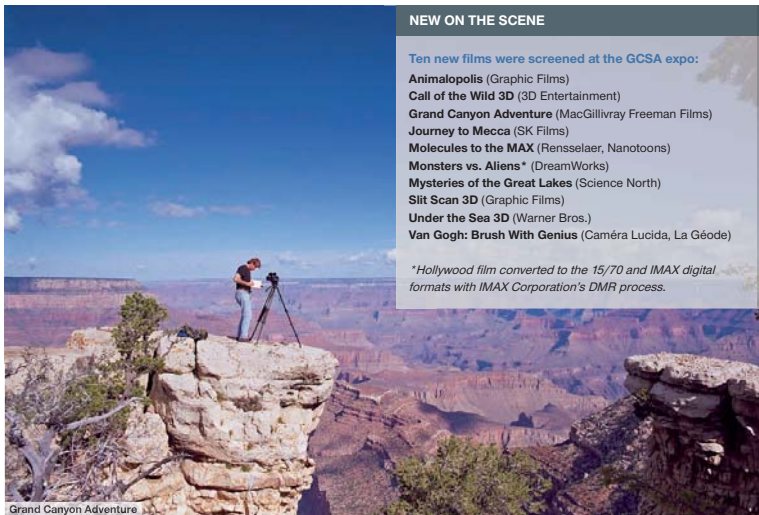 NEW ON THE SCENE
Ten new films were screened at the GCSA expo:
Animalopolis (Graphic Films)
Call of the Wild 3D (3D Entertainment)
Grand Canyon Adventure (MacGillivray Freeman Films)
Journey to Mecca (SK Films)
Molecules to the MAX (Rensselaer, Nanotoons)
Monsters vs. Aliens* (DreamWorks)
Mysteries of the Great Lakes (Science North)
Slit Scan 3D (Graphic Films)
Under the Sea 3D (Warner Bros.)
Van Gogh: Brush With Genius (Caméra Lucida, La Géode)
*Hollywood film converted to the 15/70 and IMAX digital
formats with IMAX Corporation's DMR process.
Grand Canyon Adventure